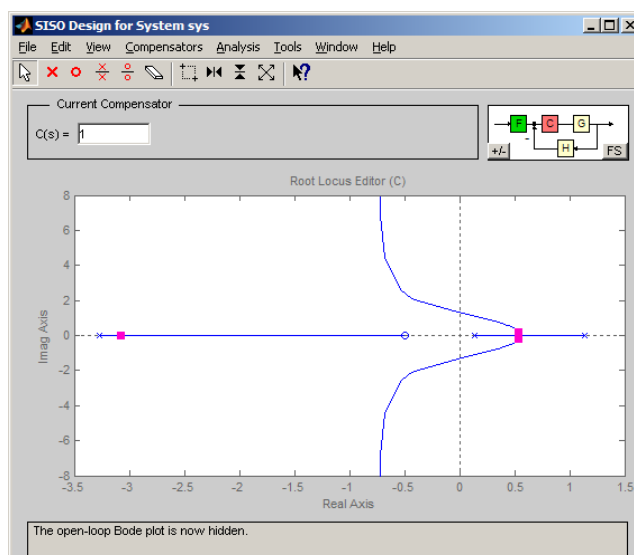 SISO Design for System sys
File Edit View Compensators Analysis Tools Window Help
Current Compensator
C(s) = 1
F C G
H
+/- FS
Root Locus Editor (C)
8
6
4
2
0
-2
-4
-6
-8
Imag Axis
-3.5 -3 -2.5 -2 -1.5 -1 -0.5 0 0.5 1 1.5
Real Axis
The open-loop Bode plot is now hidden.